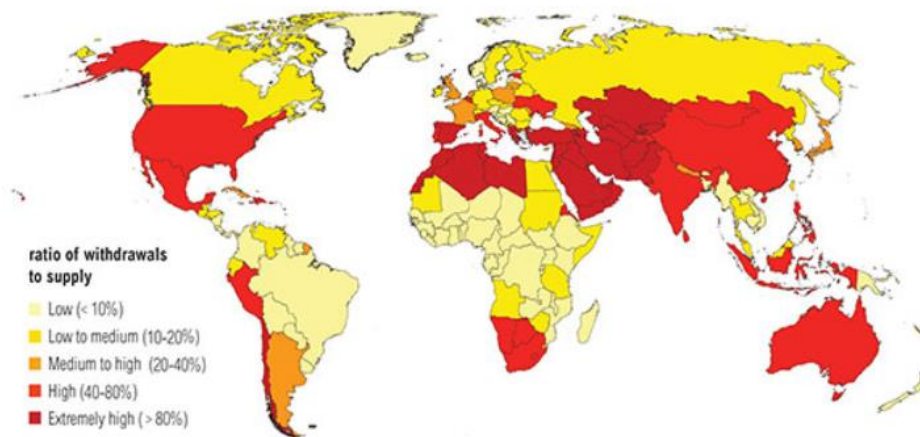 ratio of withdrawals
to supply
Low (< 10%)
Low to medium (10-20%)
Medium to high (20-40%)
High (40-80%)
Extremely high (> 80%)